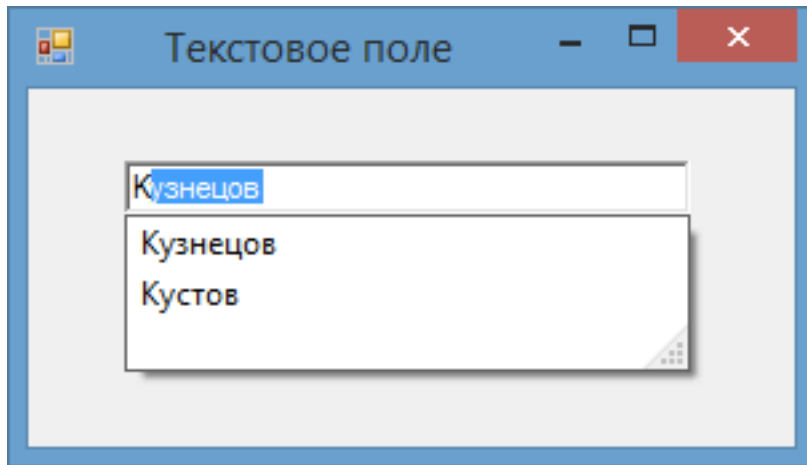 Текстовое поле
Кузнецов
Кузнецов
Кустов